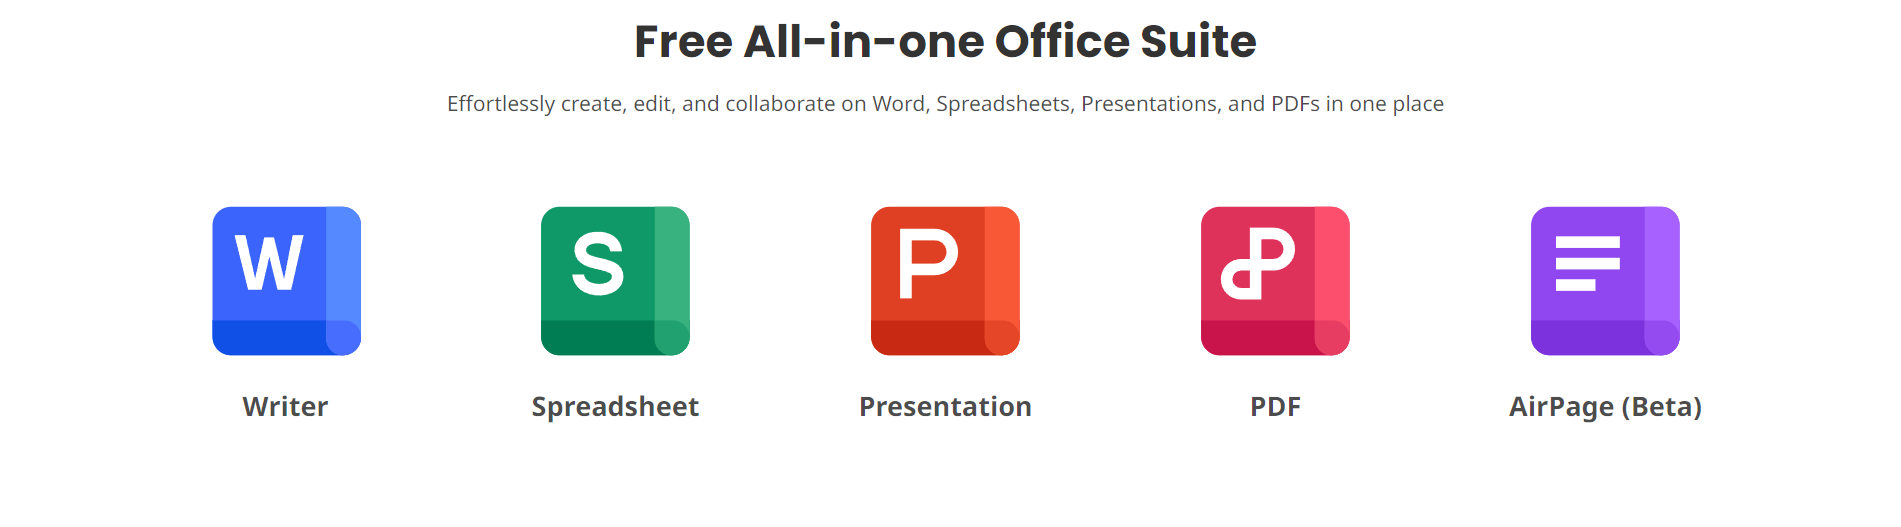 Free All-in-one Office Suite
Effortlessly create, edit, and collaborate on Word, Spreadsheets, Presentations, and PDFs in one place
W S P P
Writer Spreadsheet Presentation PDF AirPage (Beta)